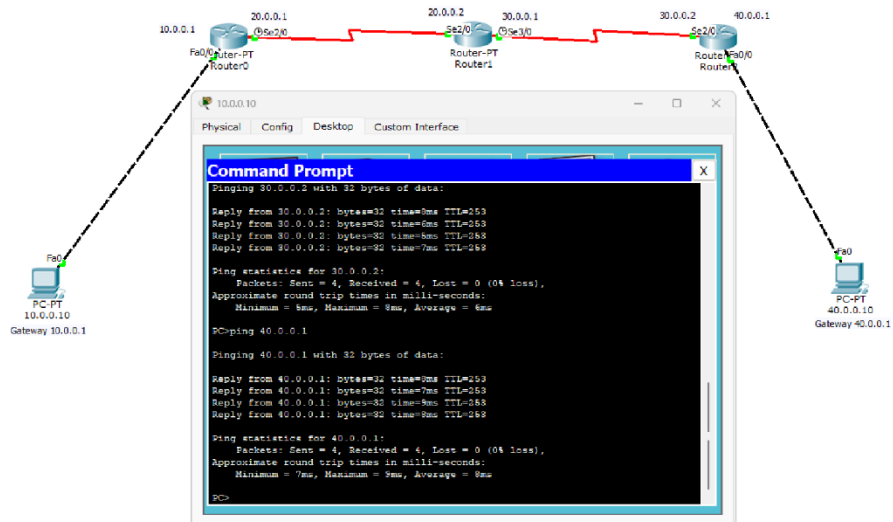 20.0.0.1
20.0.0.2
30.0.0.1
30.0.0.2
40.0.0.1
10.0.0.1
Se2/0
Se2/0
Se3/0
Se2/0
Fa0/0
Router-PT
Router0
Router-PT
Router1
Fa0/0
10.0.0.10
Physical Config Desktop Custom Interface
Command Prompt X
Pinging 30.0.0.2 with 32 bytes of data:
Reply from 30.0.0.2: bytes=32 time=8ms TTL=253
Reply from 30.0.0.2: bytes=32 time=6ms TTL=253
Reply from 30.0.0.2: bytes=32 time=6ms TTL=253
Reply from 30.0.0.2: bytes=32 time=7ms TTL=253
Ping statistics for 30.0.0.2:
Packets: Sent = 4, Received = 4, Lost = 0 (0% loss),
Approximate round trip times in milli-seconds:
Minimum = 6ms, Maximum = 8ms, Average = 6ms
PC>ping 40.0.0.1
Pinging 40.0.0.1 with 32 bytes of data:
Reply from 40.0.0.1: bytes=32 time=8ms TTL=253
Reply from 40.0.0.1: bytes=32 time=7ms TTL=253
Reply from 40.0.0.1: bytes=32 time=9ms TTL=253
Reply from 40.0.0.1: bytes=32 time=8ms TTL=253
Ping statistics for 40.0.0.1:
Packets: Sent = 4, Received = 4, Lost = 0 (0% loss),
Approximate round trip times in milli-seconds:
Minimum = 7ms, Maximum = 9ms, Average = 8ms
PC>
Fa0
PC-PT
10.0.0.10
Gateway 10.0.0.1
Fa0
PC-PT
40.0.0.10
Gateway 40.0.0.1